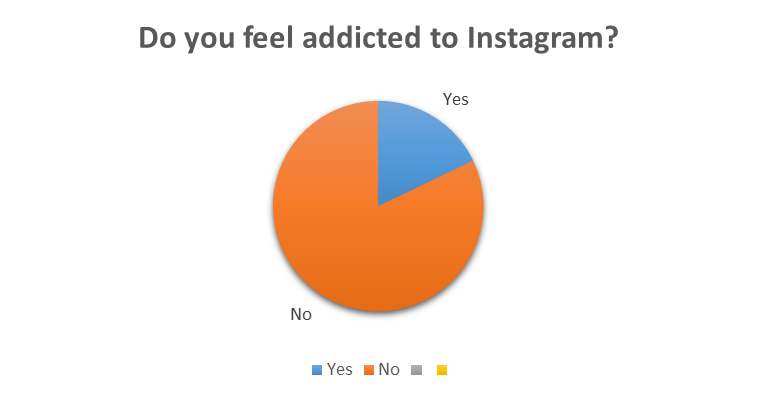 Do you feel addicted to Instagram?
Yes
No
Yes No